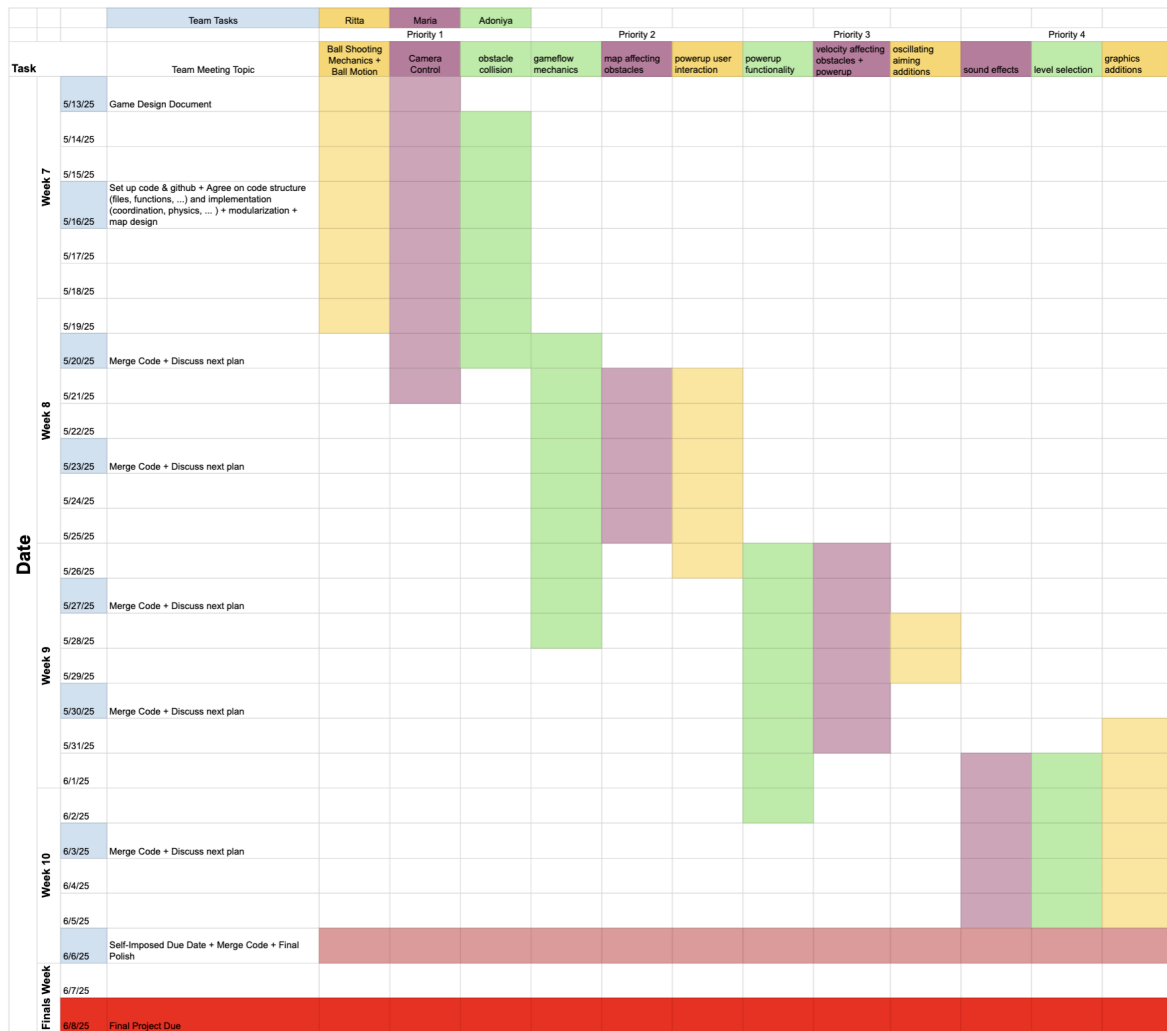 Team Tasks Ritta Maria Adoniya
Priority 1 Priority 2 Priority 3 Priority 4
Task
Team Meeting Topic
Ball Shooting
Mechanics +
Ball Motion
Camera
Control
obstacle
collision
gameflow
mechanics
map affecting
obstacles
powerup user
interaction
powerup
functionality
velocity affecting
obstacles +
powerup
oscillating
aiming
additions
sound effects
level selection
graphics
additions
Date
Week 7
5/13/25 Game Design Document
5/14/25
5/15/25
Set up code & github + Agree on code structure
(files, functions, ...) and implementation
(coordination, physics, ... ) + modularization +
5/16/25 map design
5/17/25
5/18/25
Week 8
5/19/25
5/20/25 Merge Code + Discuss next plan
5/21/25
5/22/25
5/23/25 Merge Code + Discuss next plan
5/24/25
5/25/25
Week 9
5/26/25
5/27/25 Merge Code + Discuss next plan
5/28/25
5/29/25
5/30/25 Merge Code + Discuss next plan
5/31/25
6/1/25
Week 10
6/2/25
6/3/25 Merge Code + Discuss next plan
6/4/25
6/5/25
Self-Imposed Due Date + Merge Code + Final
6/6/25 Polish
Finals Week
6/7/25
6/8/25 Final Project Due